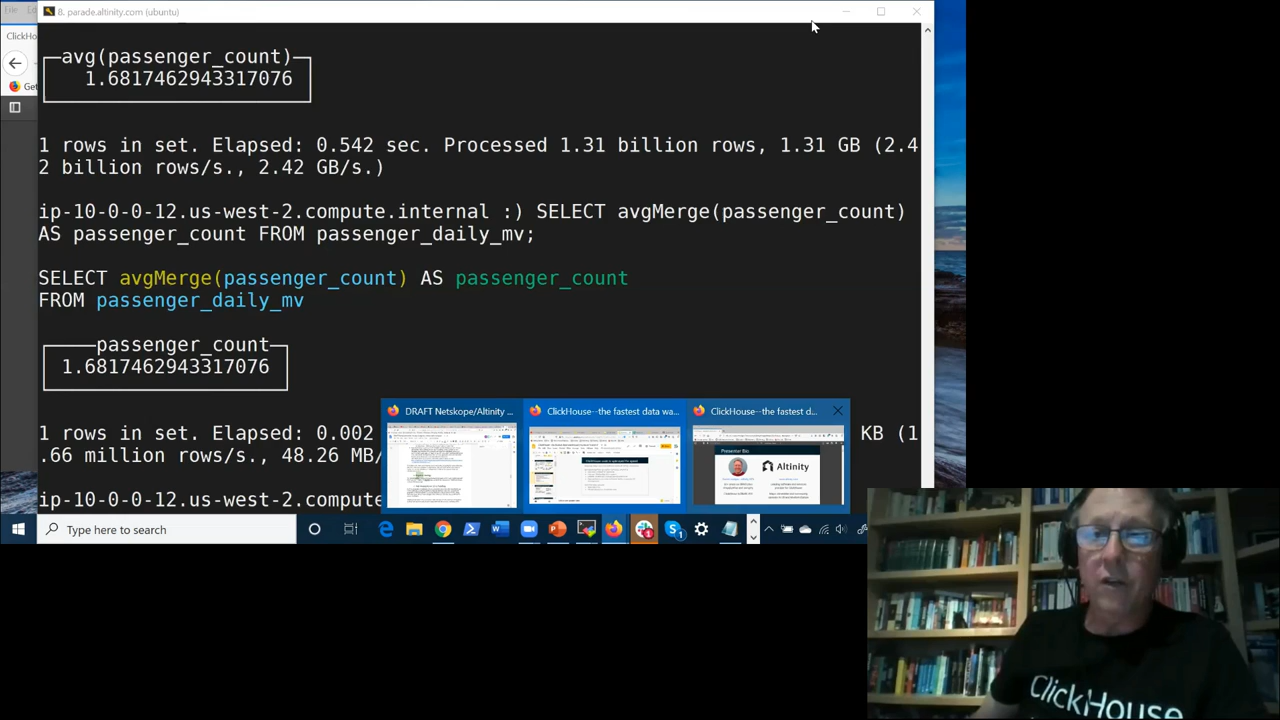 8. parade.altinity.com (ubuntu)
File
ClickHo
Get
avg(passenger_count)
1.6817462943317076
1 rows in set. Elapsed: 0.542 sec. Processed 1.31 billion rows, 1.31 GB (2.4
2 billion rows/s., 2.42 GB/s.)
ip-10-0-0-12.us-west-2.compute.internal :) SELECT avgMerge(passenger_count)
AS passenger_count FROM passenger_daily_mv;
SELECT avgMerge(passenger_count) AS passenger_count
FROM passenger_daily_mv
passenger_count
1.6817462943317076
1 rows in set. Elapsed: 0.002
KB (1
.66 million rows/s., 48.26 MB/
ip-10-0-0-12.us-west-2.compute
DRAFT Netskope/Altinity ...
ClickHouse--the fastest data wa...
ClickHouse--the fastest d...
Presenter Bio
Altinity
Type here to search
ClickHouse